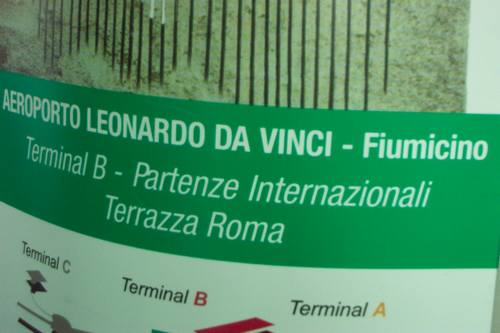 AEROPORTO LEONARDO DA VINCI - Fiumicino
Terminal B - Partenze Internazionali
Terrazza Roma
Terminal C
Terminal B
Terminal A